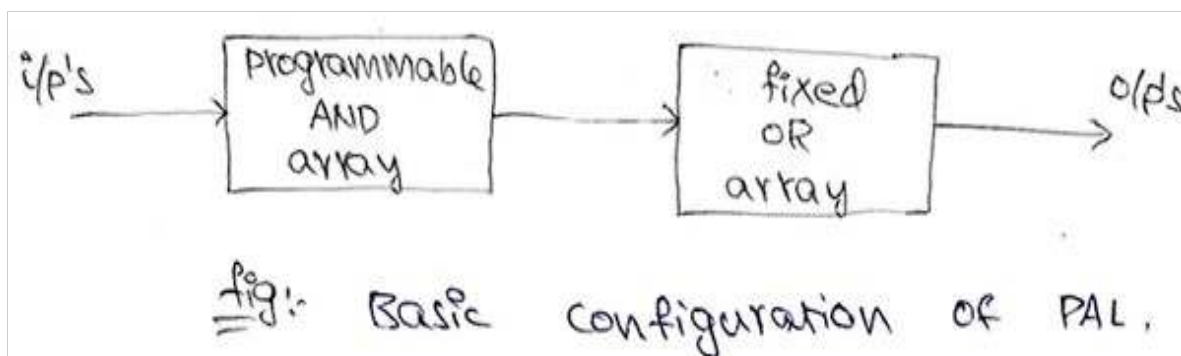 i/p's
programmable
AND
array
fixed
OR
array
o/p's
fig:- Basic configuration of PAL.